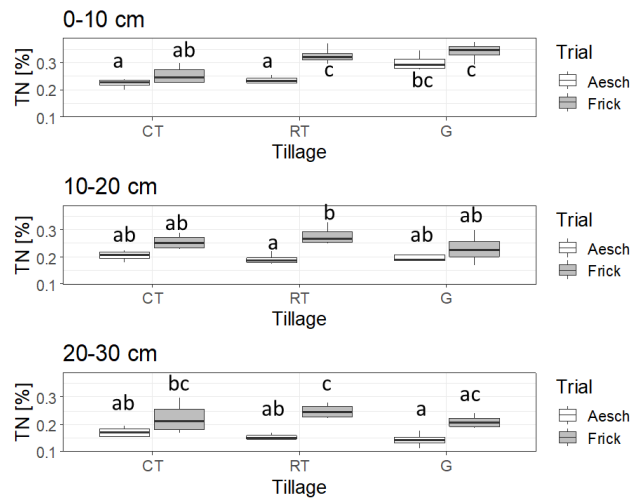 0-10 cm
TN [%]
0.3
0.2
0.1
a ab a c bc c
CT RT G
Tillage
Trial
Aesch
Frick
10-20 cm
TN [%]
0.3
0.2
0.1
ab ab a b ab ab
CT RT G
Tillage
Trial
Aesch
Frick
20-30 cm
TN [%]
0.3
0.2
0.1
ab bc ab c a ac
CT RT G
Tillage
Trial
Aesch
Frick